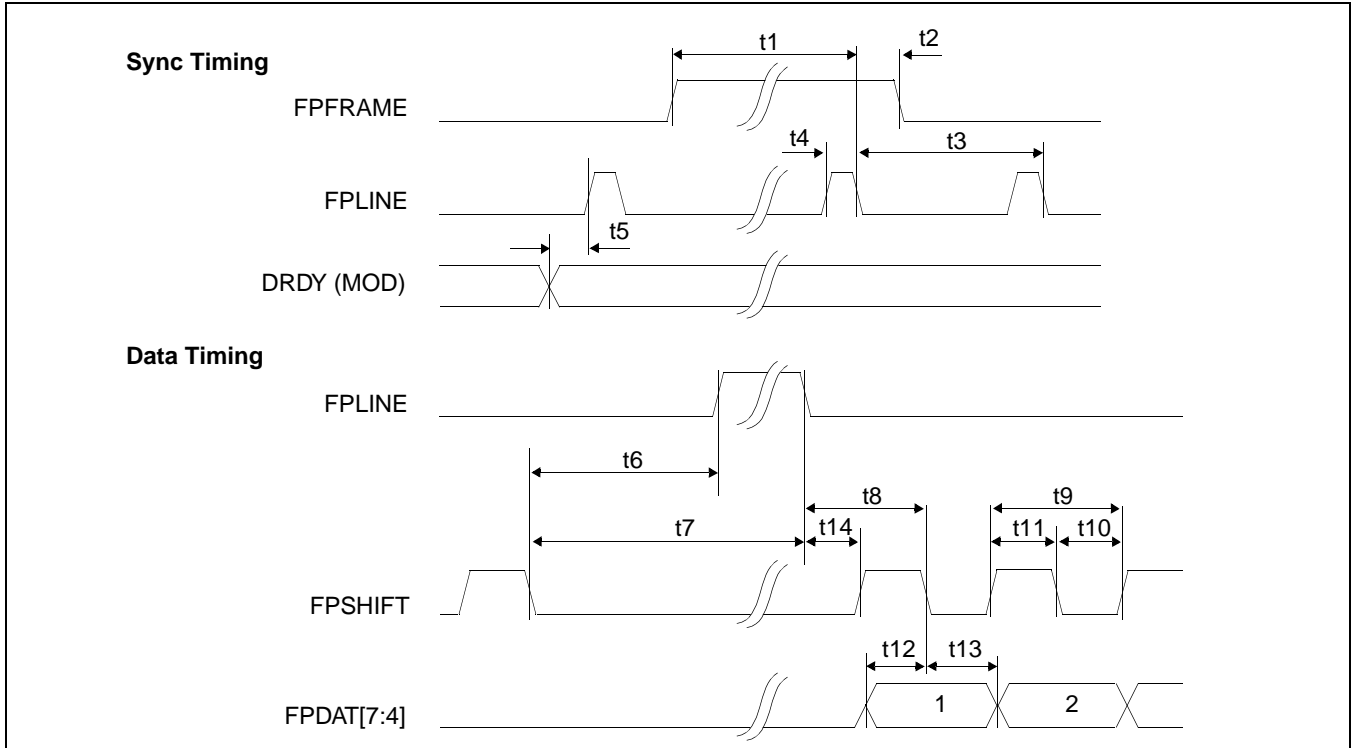 Sync Timing
t1
t2
FPFRAME
t4
t3
FPLINE
t5
DRDY (MOD)
Data Timing
FPLINE
t6
t8
t9
t7
t14
t11
t10
FPSHIFT
t12
t13
FPDAT[7:4]
1
2